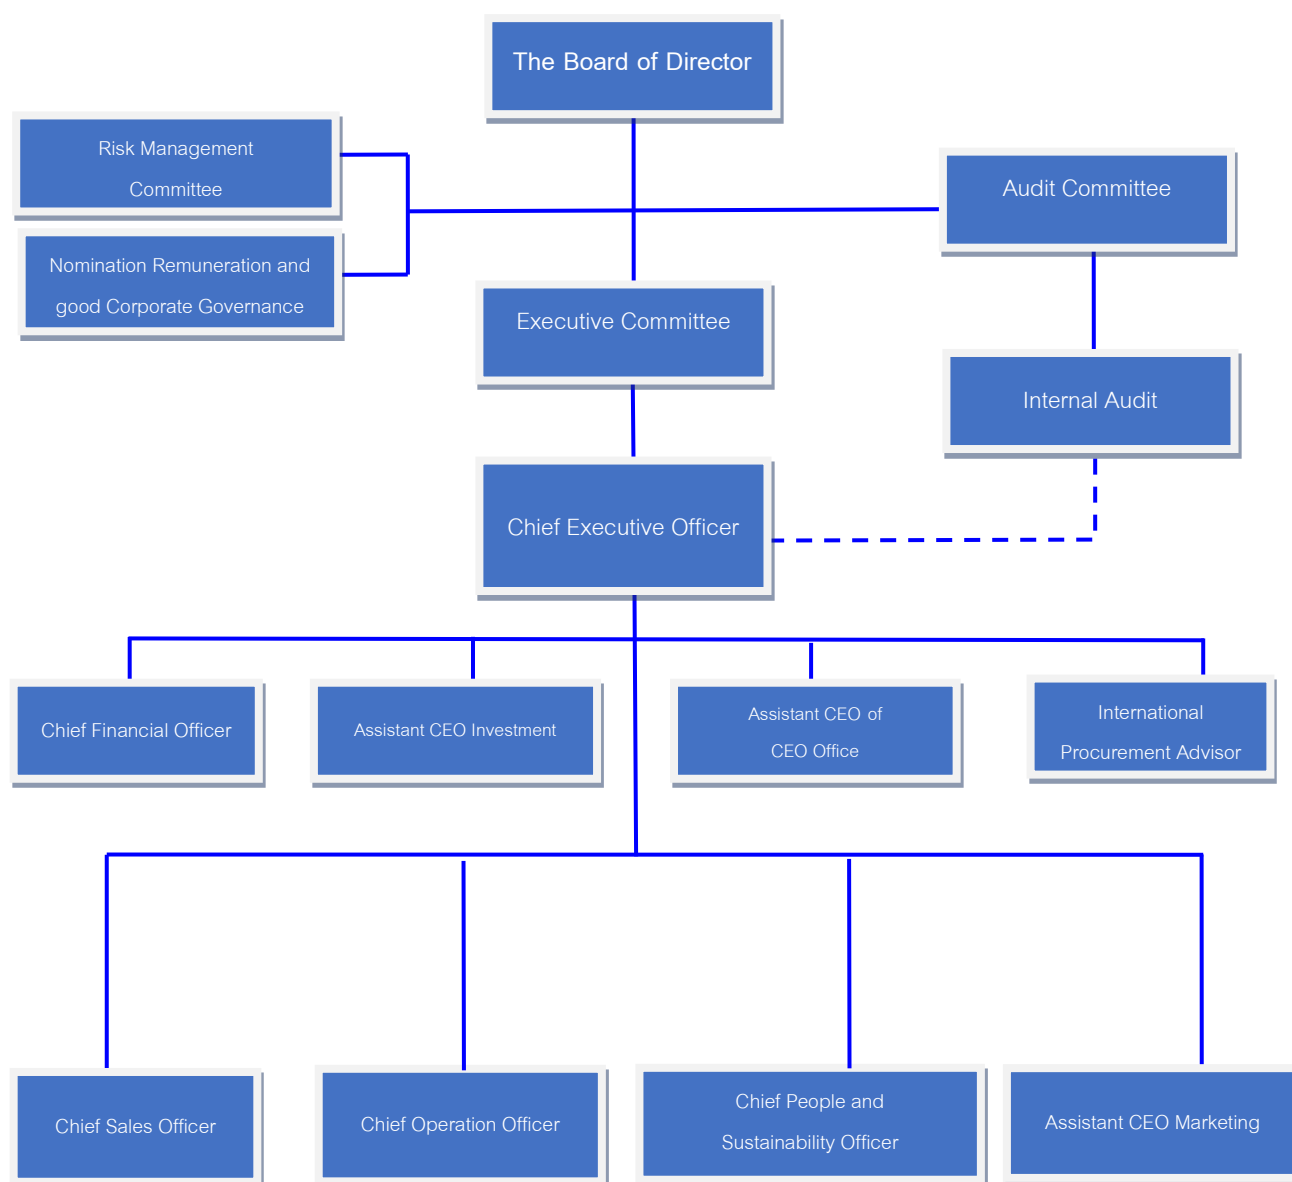 The Board of Director
Risk Management
Committee
Audit Committee
Nomination Remuneration and
good Corporate Governance
Executive Committee
Internal Audit
Chief Executive Officer
Chief Financial Officer
Assistant CEO Investment
Assistant CEO of
CEO Office
International
Procurement Advisor
Chief Sales Officer
Chief Operation Officer
Chief People and
Sustainability Officer
Assistant CEO Marketing